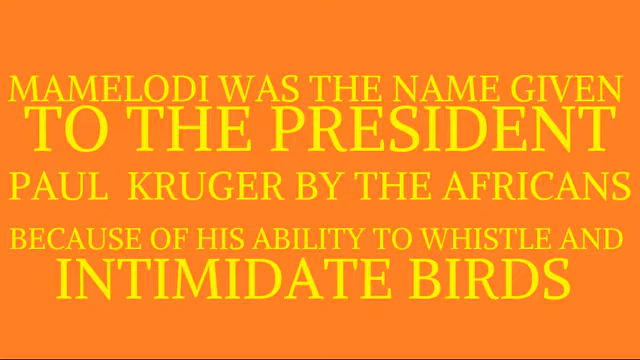 MAMELODI WAS THE NAME GIVEN
TO THE PRESIDENT
PAUL KRUGER BY THE AFRICANS
BECAUSE OF HIS ABILITY TO WHISTLE AND
INTIMIDATE BIRDS